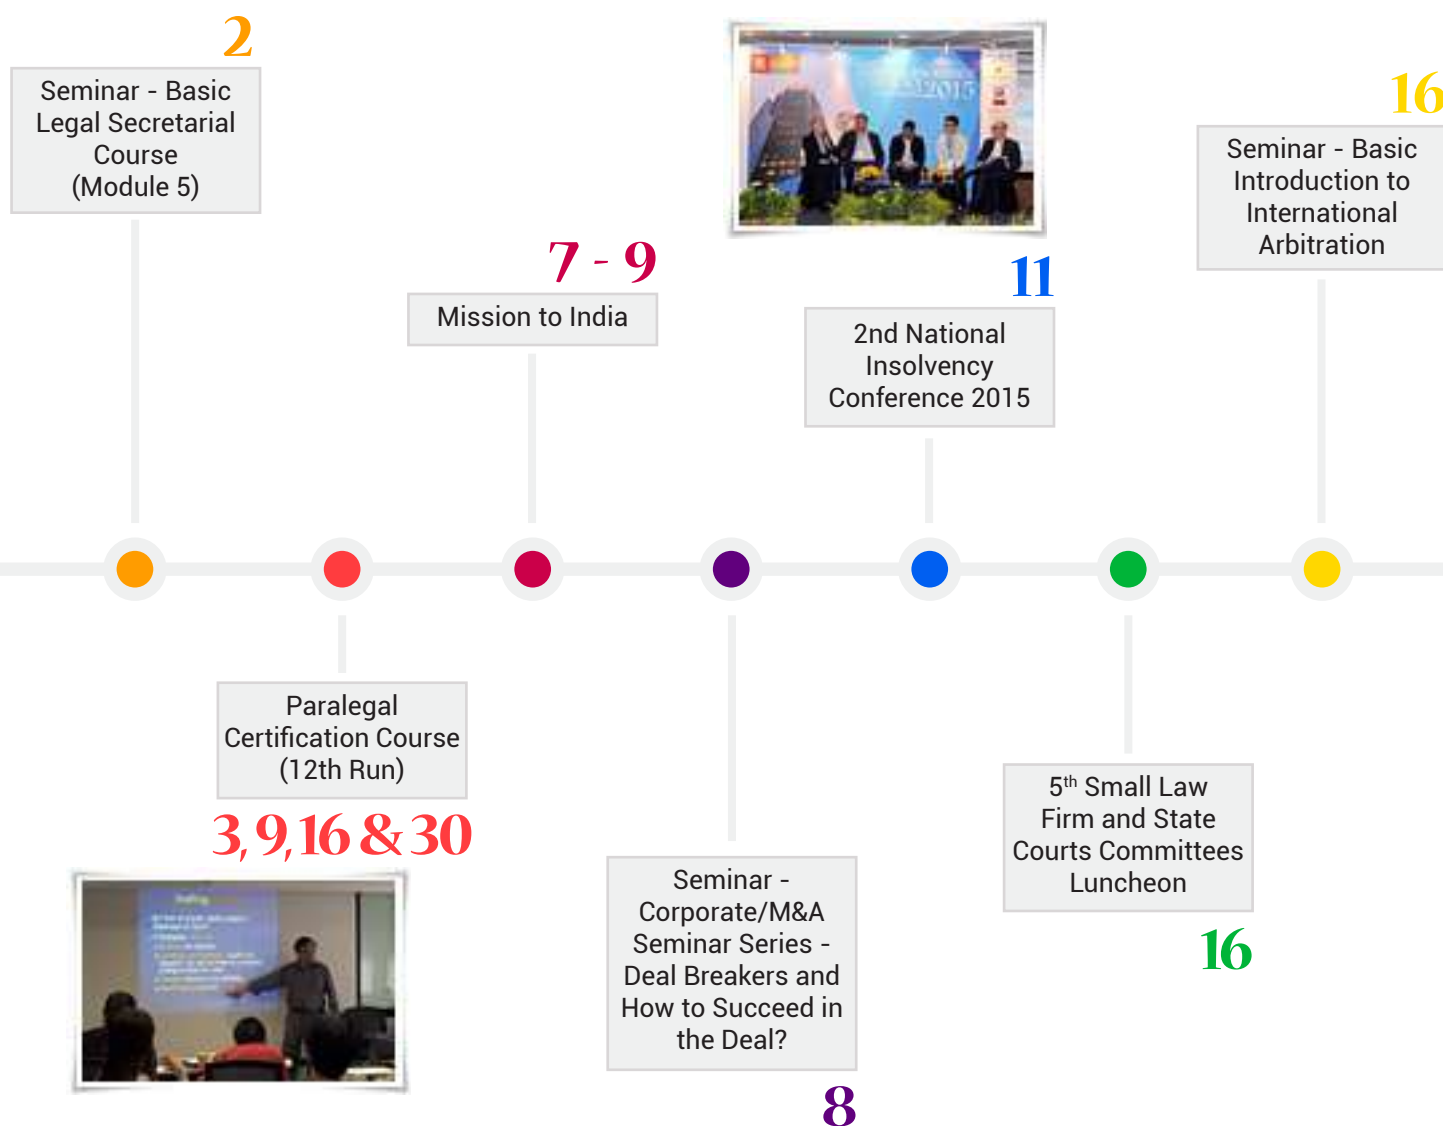 2
Seminar - Basic
Legal Secretarial
Course
(Module 5)
3, 9, 16 & 30
Paralegal
Certification Course
(12th Run)
7 - 9
Mission to India
Seminar -
Corporate/M&A
Seminar Series -
Deal Breakers and
How to Succeed in
the Deal?
8
2015
11
2nd National
Insolvency
Conference 2015
5th Small Law
Firm and State
Courts Committees
Luncheon
16
16
Seminar - Basic
Introduction to
International
Arbitration